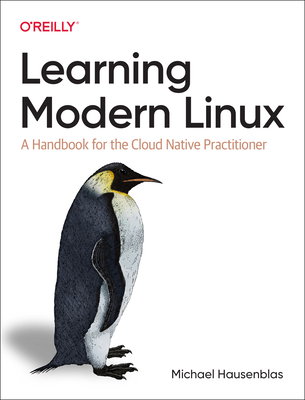 O'REILLY®
Learning
Modern Linux
A Handbook for the Cloud Native Practitioner
Michael Hausenblas